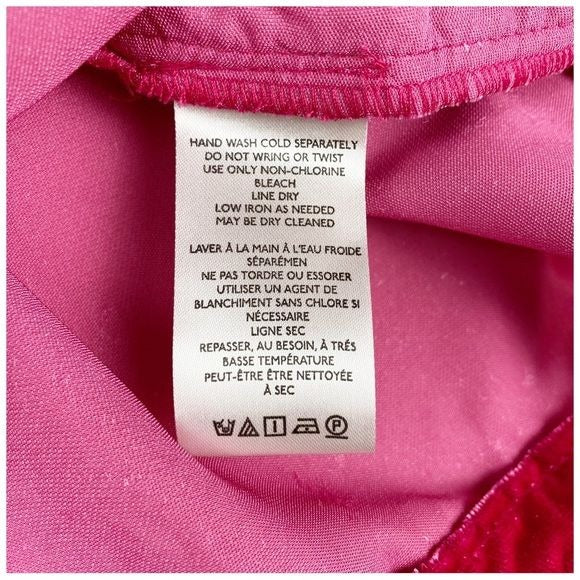 HAND WASH COLD SEPARATELY
DO NOT WRING OR TWIST
USE ONLY NON-CHLORINE
BLEACH
LINE DRY
LOW IRON AS NEEDED
MAY BE DRY CLEANED
LAVER À LA MAIN À L'EAU FROIDE
SÉPARÉMEN
NE PAS TORDRE OU ESSORER
UTILISER UN AGENT DE
BLANCHIMENT SANS CHLORE SI
NÉCESSAIRE
LIGNE SEC
REPASSER, AU BESOIN, À TRÉS
BASSE TEMPÉRATURE
PEUT-ÊTRE ÊTRE NETTOYÉE
À SEC
P